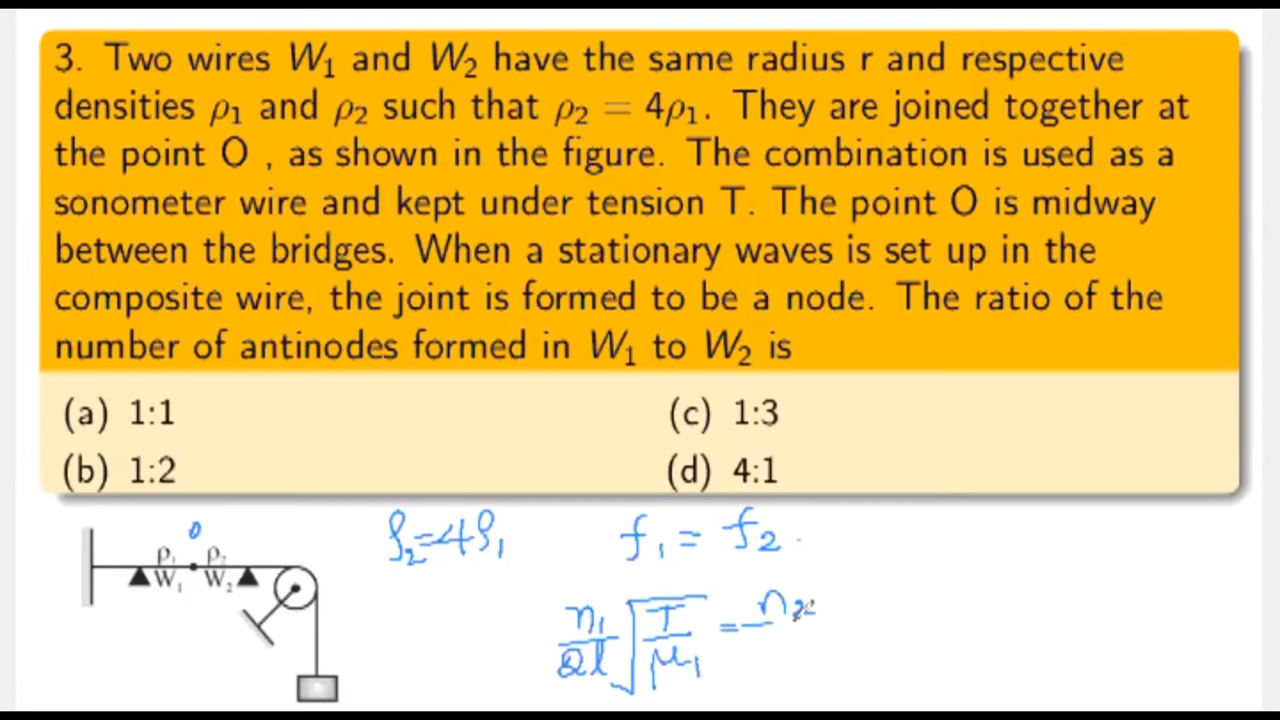 3. Two wires W₁ and W₂ have the same radius r and respective
densities ρ₁ and ρ₂ such that ρ₂ = 4ρ₁. They are joined together at
the point O , as shown in the figure. The combination is used as a
sonometer wire and kept under tension T. The point O is midway
between the bridges. When a stationary waves is set up in the
composite wire, the joint is formed to be a node. The ratio of the
number of antinodes formed in W₁ to W₂ is
(a) 1:1
(c) 1:3
(b) 1:2
(d) 4:1
O
ρ₁ ρ₂
W₁ W₂
ρ₂=4ρ₁
f₁ = f₂.
n₁/2l √(T/μ₁) = n₂